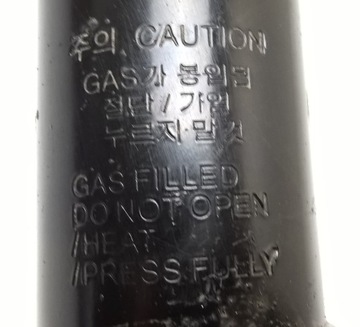 주의 CAUTION
GAS가 봉입됨
절단 / 가열
누르지 말것
GAS FILLED
DO NOT OPEN
/HEAT
/PRESS FULLY